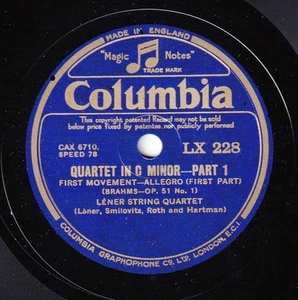 MADE IN ENGLAND
"Magic Notes"
TRADE MARK
Columbia
This copyright patented Record may not be sold
below price fixed by patentee, nor publicly performed
CAX 6710.
SPEED 78
LX 228
QUARTET IN C MINOR—PART 1
FIRST MOVEMENT—ALLEGRO (FIRST PART)
(BRAHMS—OP. 51 No. 1)
LÉNER STRING QUARTET
(Léner, Smilovits, Roth and Hartman)
COLUMBIA GRAPHOPHONE CO. LTD. LONDON, E.C.1